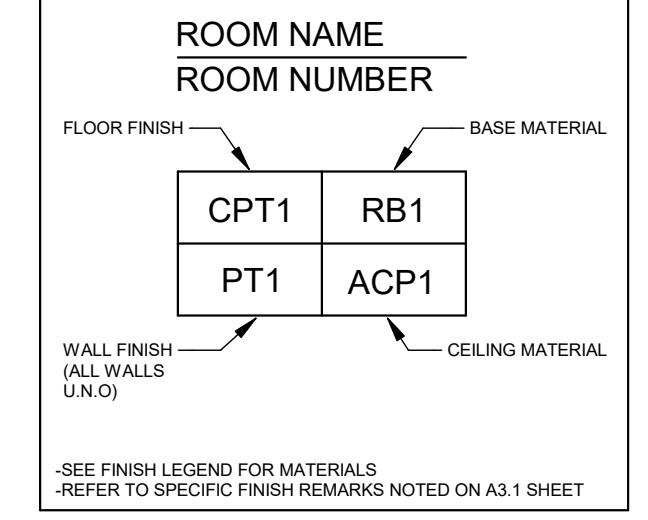 ROOM NAME
ROOM NUMBER
FLOOR FINISH
BASE MATERIAL
CPT1
RB1
PT1
ACP1
WALL FINISH
(ALL WALLS
U.N.O)
CEILING MATERIAL
-SEE FINISH LEGEND FOR MATERIALS
-REFER TO SPECIFIC FINISH REMARKS NOTED ON A3.1 SHEET